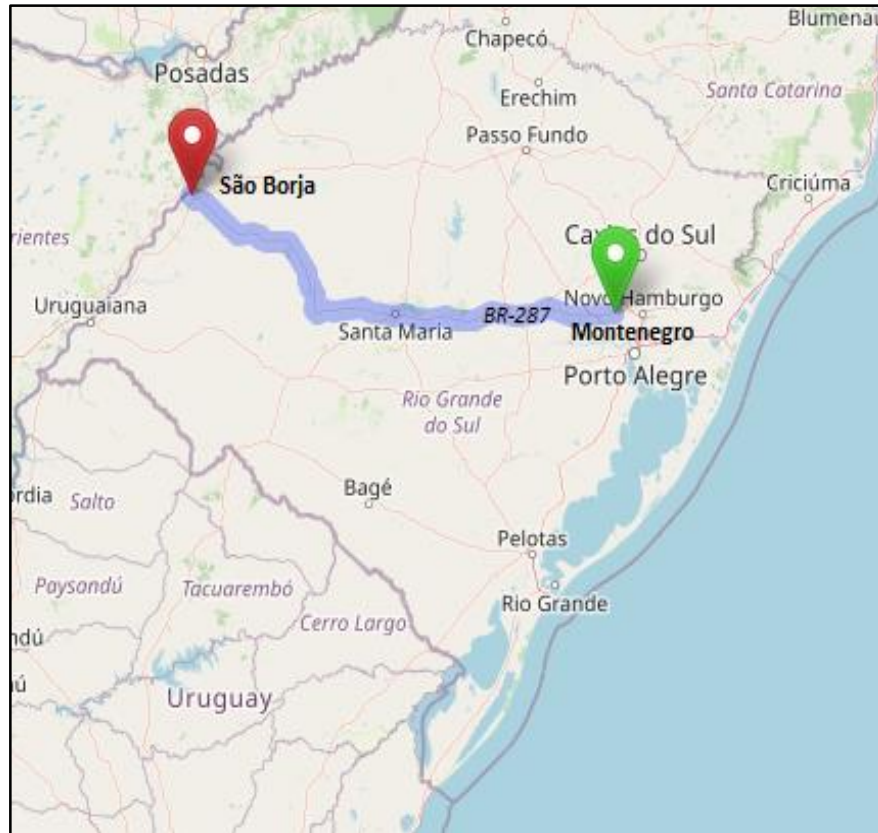 Blumenau
Chapecó
Posadas
Erechim
Santa Catarina
Passo Fundo
São Borja
Criciúma
rientes
Caxias do Sul
Uruguaiana
Novo Hamburgo
BR-287
Santa Maria
Montenegro
Porto Alegre
Rio Grande
do Sul
Bagé
ordia
Salto
Pelotas
Paysandú
Tacuarembó
Rio Grande
Cerro Largo
ndú
ú
Uruguay